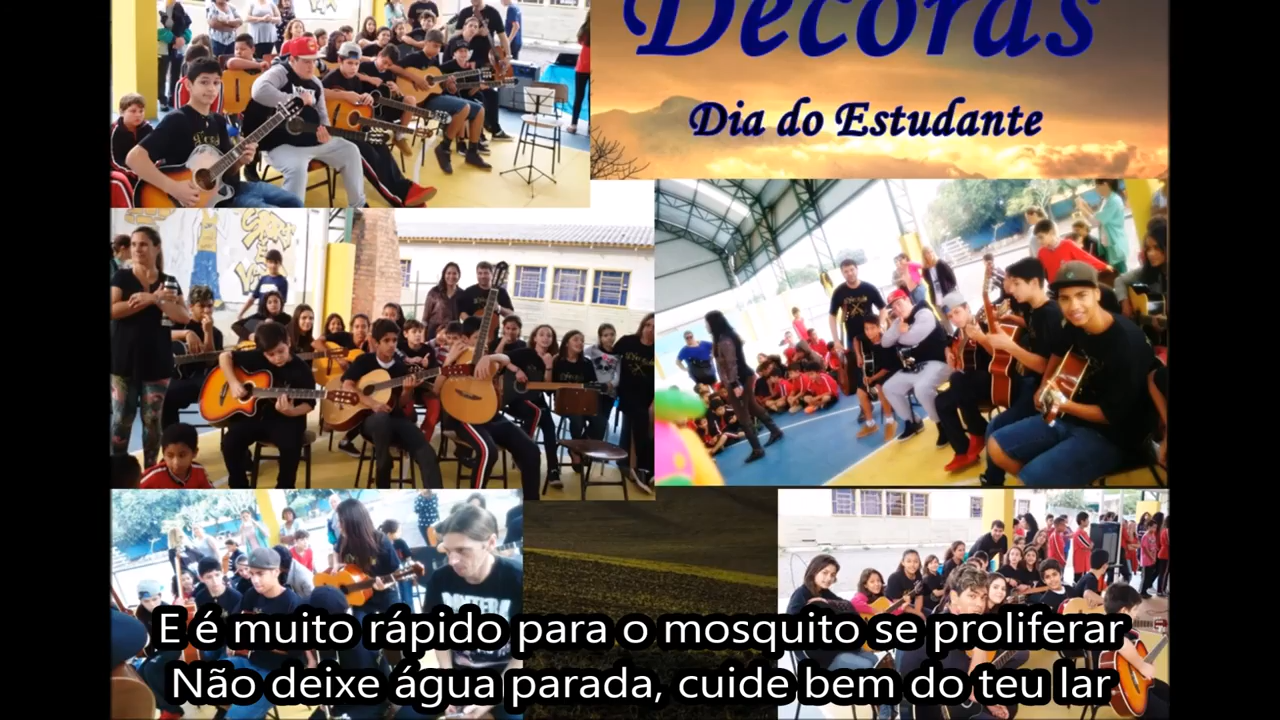 Decoras
Dia do Estudante
E é muito rápido para o mosquito se proliferar
Não deixe água parada, cuide bem do teu lar